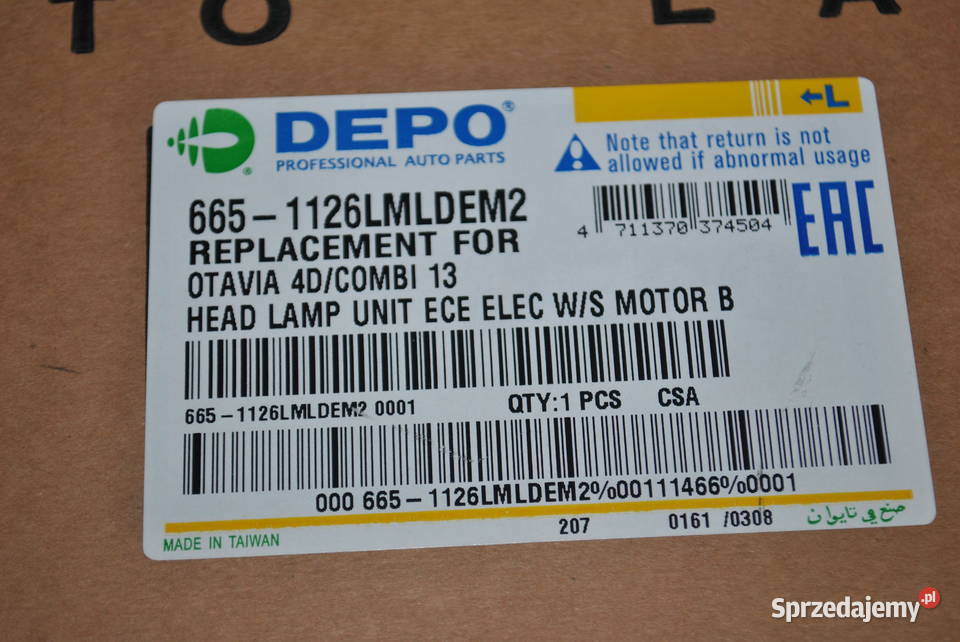 TO LA
DEPO®
PROFESSIONAL AUTO PARTS
←L
Note that return is not
allowed if abnormal usage
665-1126LMLDEM2
REPLACEMENT FOR
OTAVIA 4D/COMBI 13
HEAD LAMP UNIT ECE ELEC W/S MOTOR B
4 711370 374504
EAC
665-1126LMLDEM2 0001
QTY:1 PCS CSA
000 665-1126LMLDEM2%00111466%0001
207 0161 /0308 صنع في تايوان
MADE IN TAIWAN
Sprzedajemy.pl